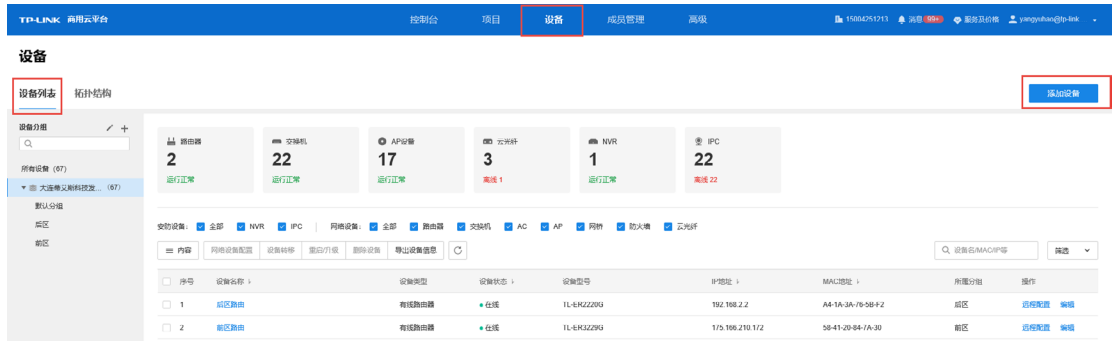 TP-LINK 商用云平台 控制台 项目 设备 成员管理 高级 15004251213 消息 99+ 服务及价格 yangyuhao@tp-link
设备
设备列表 拓扑结构 添加设备
设备分组
所有设备 (67)
大连希艾斯科技发... (67)
默认分组
后区
前区
路由器 交换机 AP设备 云光纤 NVR IPC
2 22 17 3 1 22
运行正常 运行正常 运行正常 离线 1 运行正常 离线 22
安防设备: 全部 NVR IPC 网络设备: 全部 路由器 交换机 AC AP 网桥 防火墙 云光纤
内容 网络设备配置 设备转移 重启/升级 删除设备 导出设备信息 设备名/MAC/IP等 筛选
序号 设备名称 设备类型 设备状态 设备型号 IP地址 MAC地址 所属分组 操作
1 后区路由 有线路由器 在线 TL-ER2220G 192.168.2.2 A4-1A-3A-76-5B-F2 后区 远程配置 编辑
2 前区路由 有线路由器 在线 TL-ER3229G 175.166.210.172 58-41-20-84-7A-30 前区 远程配置 编辑